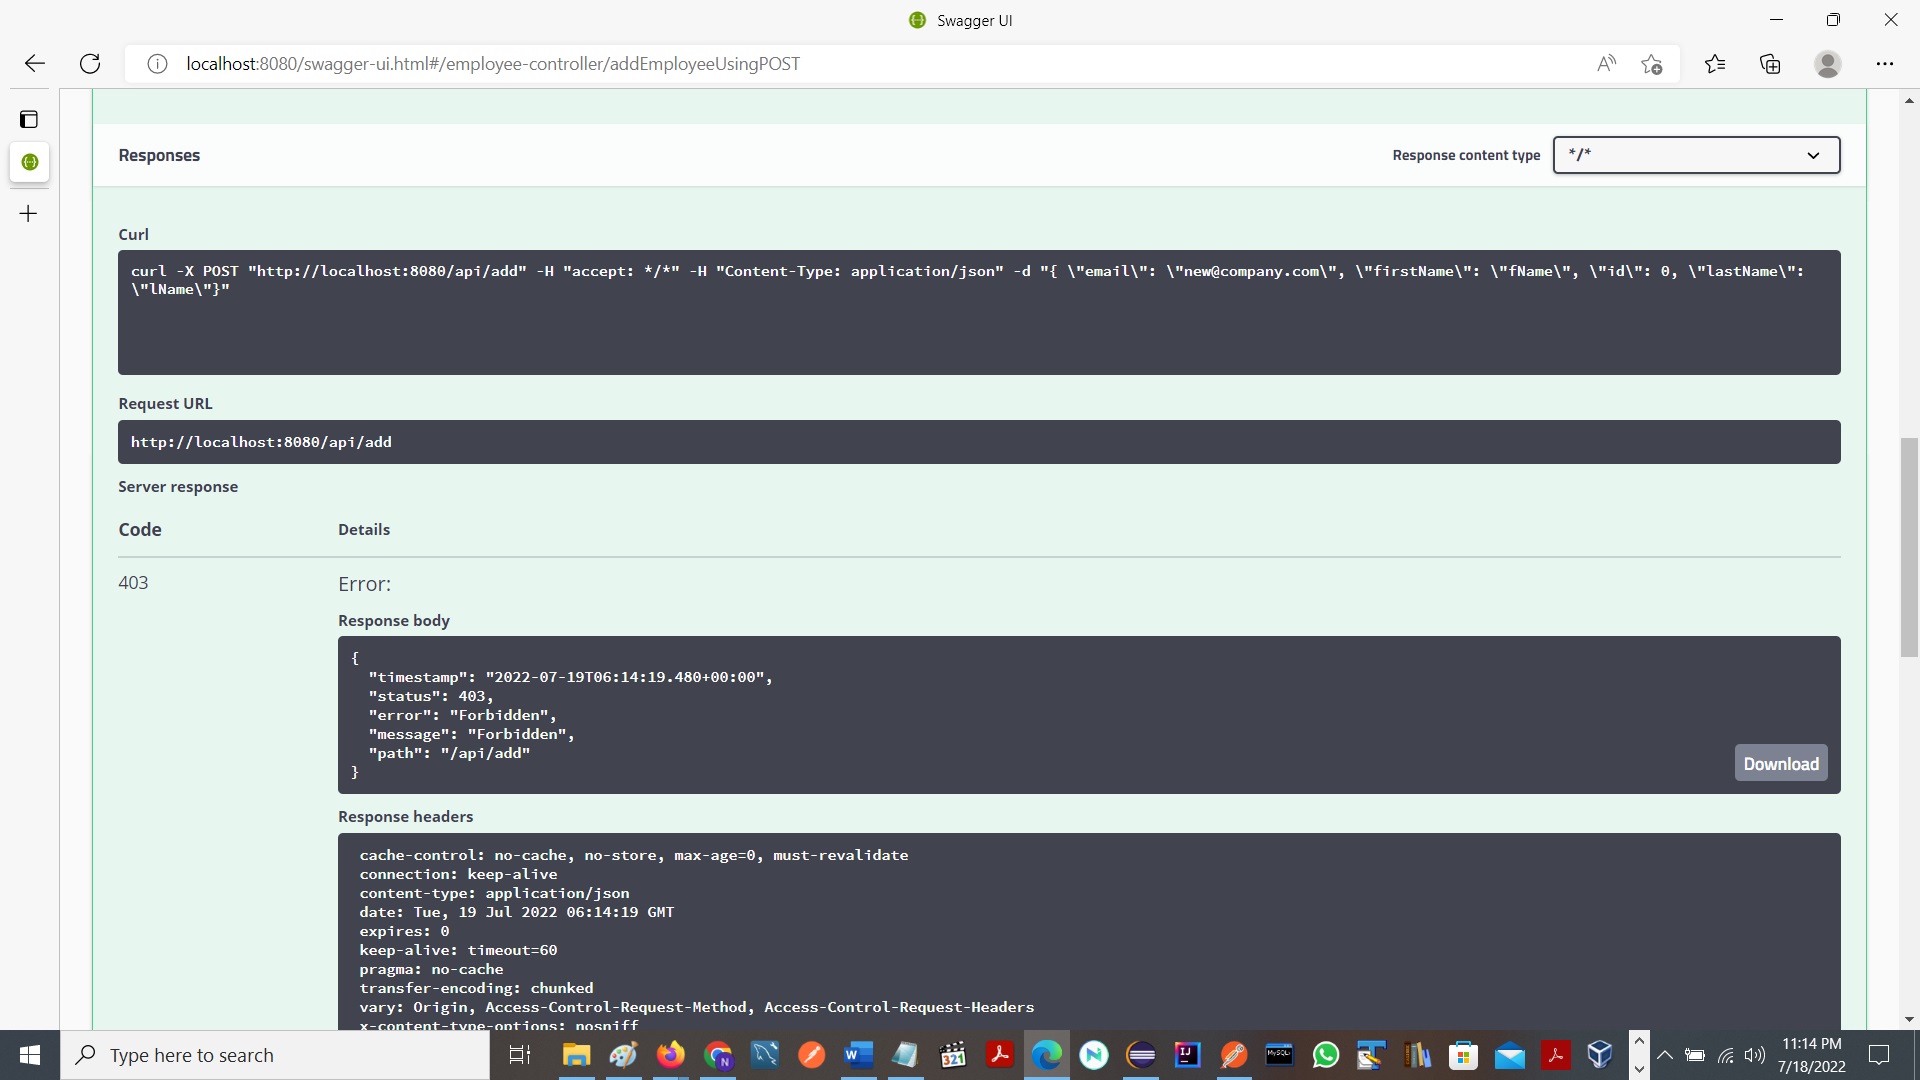 Swagger UI
localhost:8080/swagger-ui.html#/employee-controller/addEmployeeUsingPOST
Responses
Response content type
*/*
Curl
curl -X POST "http://localhost:8080/api/add" -H "accept: */*" -H "Content-Type: application/json" -d "{ \"email\": \"new@company.com\", \"firstName\": \"fName\", \"id\": 0, \"lastName\":
\"lName\"}"
Request URL
http://localhost:8080/api/add
Server response
Code Details
403 Error:
Response body
{
"timestamp": "2022-07-19T06:14:19.480+00:00",
"status": 403,
"error": "Forbidden",
"message": "Forbidden",
"path": "/api/add"
}
Download
Response headers
cache-control: no-cache, no-store, max-age=0, must-revalidate
connection: keep-alive
content-type: application/json
date: Tue, 19 Jul 2022 06:14:19 GMT
expires: 0
keep-alive: timeout=60
pragma: no-cache
transfer-encoding: chunked
vary: Origin, Access-Control-Request-Method, Access-Control-Request-Headers
x-content-type-options: nosniff
Type here to search
321
IJ
MySQL
11:14 PM
7/18/2022